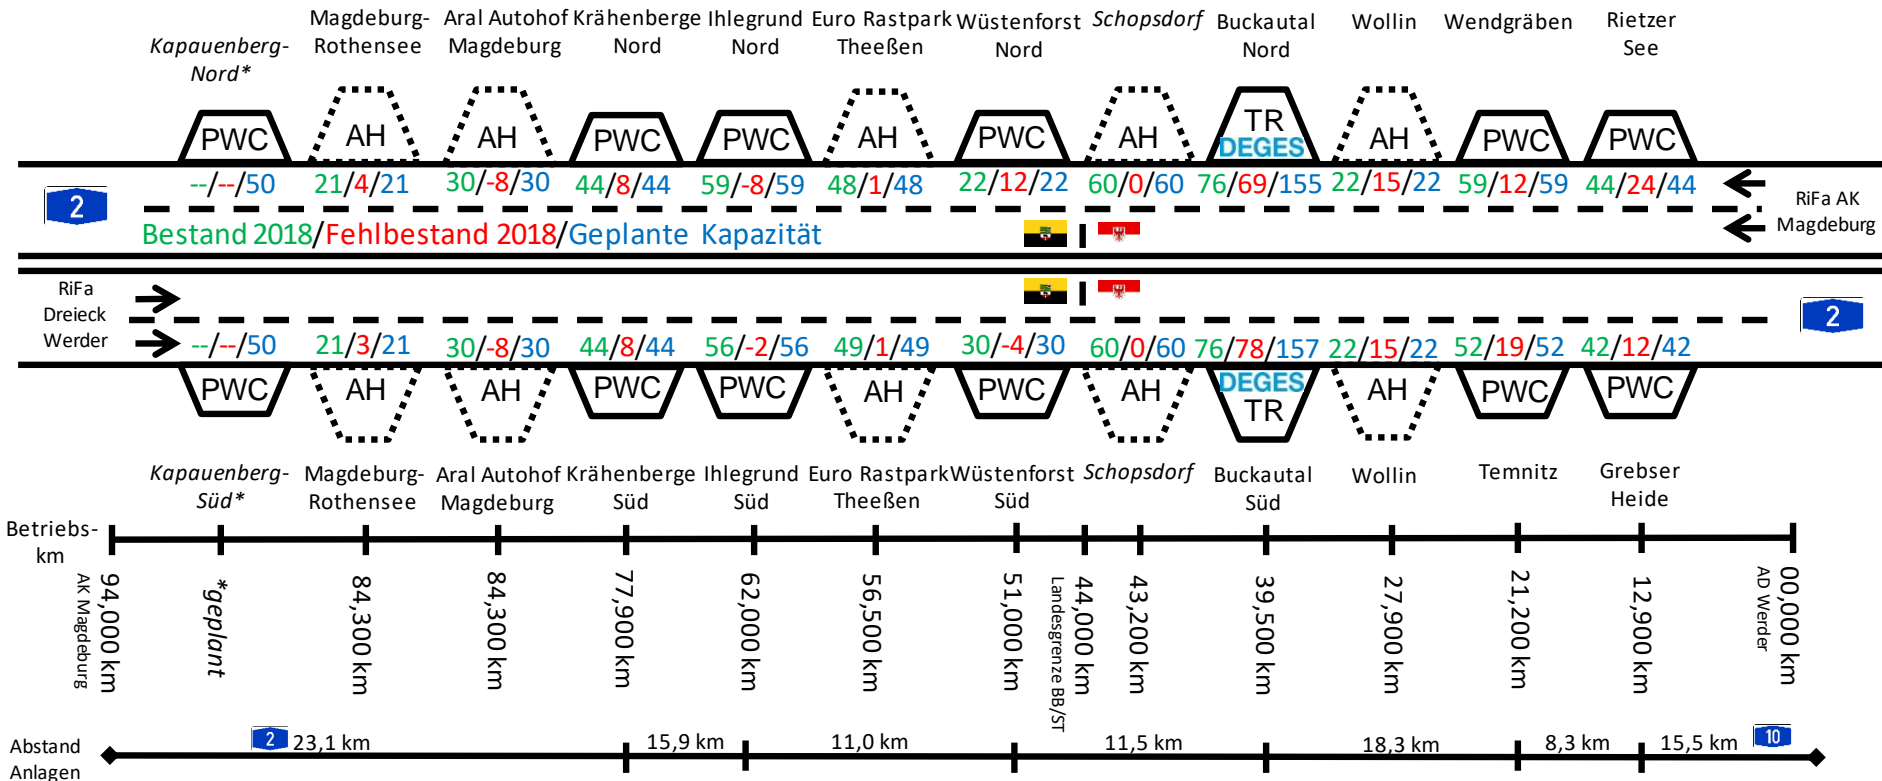 Kapauenberg-
Nord*
Magdeburg-
Rothensee
Aral Autohof
Magdeburg
Krähenberge
Nord
Ihlegrund
Nord
Euro Rastpark
Theeßen
Wüstenforst
Nord
Schopsdorf
Buckautal
Nord
Wollin
Wendgräben
Rietzer
See
PWC AH AH PWC PWC AH PWC AH TR AH PWC PWC
DEGES
--/--/50 21/4/21 30/-8/30 44/8/44 59/-8/59 48/1/48 22/12/22 60/0/60 76/69/155 22/15/22 59/12/59 44/24/44
2
RiFa AK
Magdeburg
Bestand 2018/Fehlbestand 2018/Geplante Kapazität
RiFa
Dreieck
Werder
2
--/--/50 21/3/21 30/-8/30 44/8/44 56/-2/56 49/1/49 30/-4/30 60/0/60 76/78/157 22/15/22 52/19/52 42/12/42
DEGES
PWC AH AH PWC PWC AH PWC AH TR AH PWC PWC
Kapauenberg-
Süd*
Magdeburg-
Rothensee
Aral Autohof
Magdeburg
Krähenberge
Süd
Ihlegrund
Süd
Euro Rastpark
Theeßen
Wüstenforst
Süd
Schopsdorf
Buckautal
Süd
Wollin
Temnitz
Grebser
Heide
Betriebs-
km
94,000 km
AK Magdeburg
*geplant
84,300 km
84,300 km
77,900 km
62,000 km
56,500 km
51,000 km
44,000 km
Landesgrenze BB/ST
43,200 km
39,500 km
27,900 km
21,200 km
12,900 km
00,000 km
AD Werder
Abstand
Anlagen
2 23,1 km 15,9 km 11,0 km 11,5 km 18,3 km 8,3 km 15,5 km 10